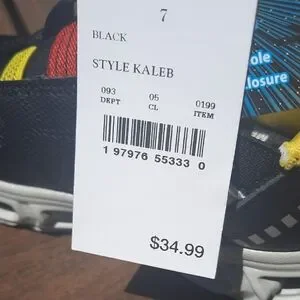 7
BLACK
STYLE KALEB
093 05 0199
DEPT CL ITEM
1 97976 55333 0
$34.99
ole
losure